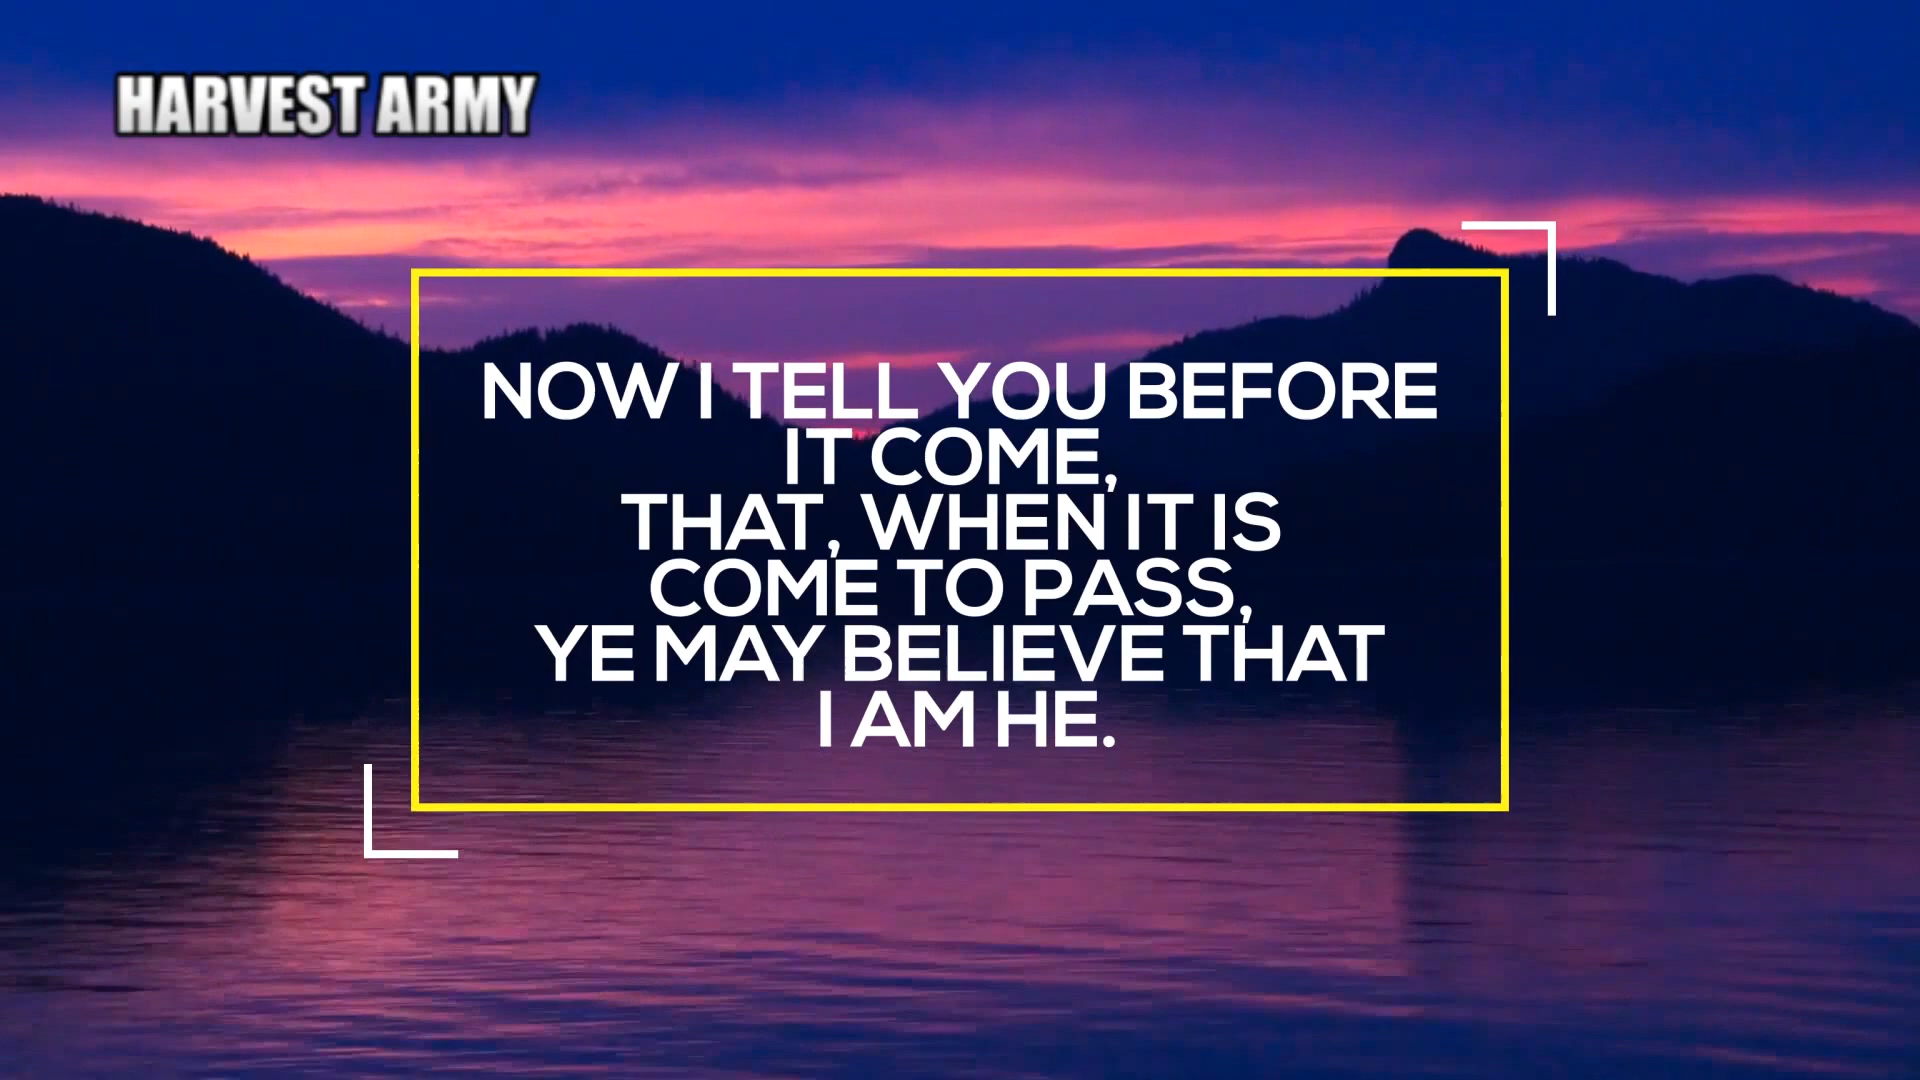 HARVEST ARMY
NOW I TELL YOU BEFORE
IT COME,
THAT, WHEN IT IS
COME TO PASS,
YE MAY BELIEVE THAT
I AM HE.